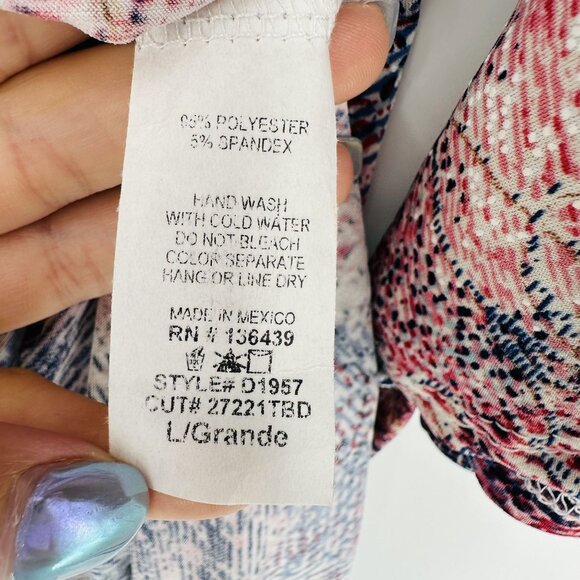 95% POLYESTER
5% SPANDEX
HAND WASH
WITH COLD WATER
DO NOT BLEACH
COLOR SEPARATE
HANG OR LINE DRY
MADE IN MEXICO
RN # 136439
STYLE# D1957
CUT# 27221TBD
L/Grande